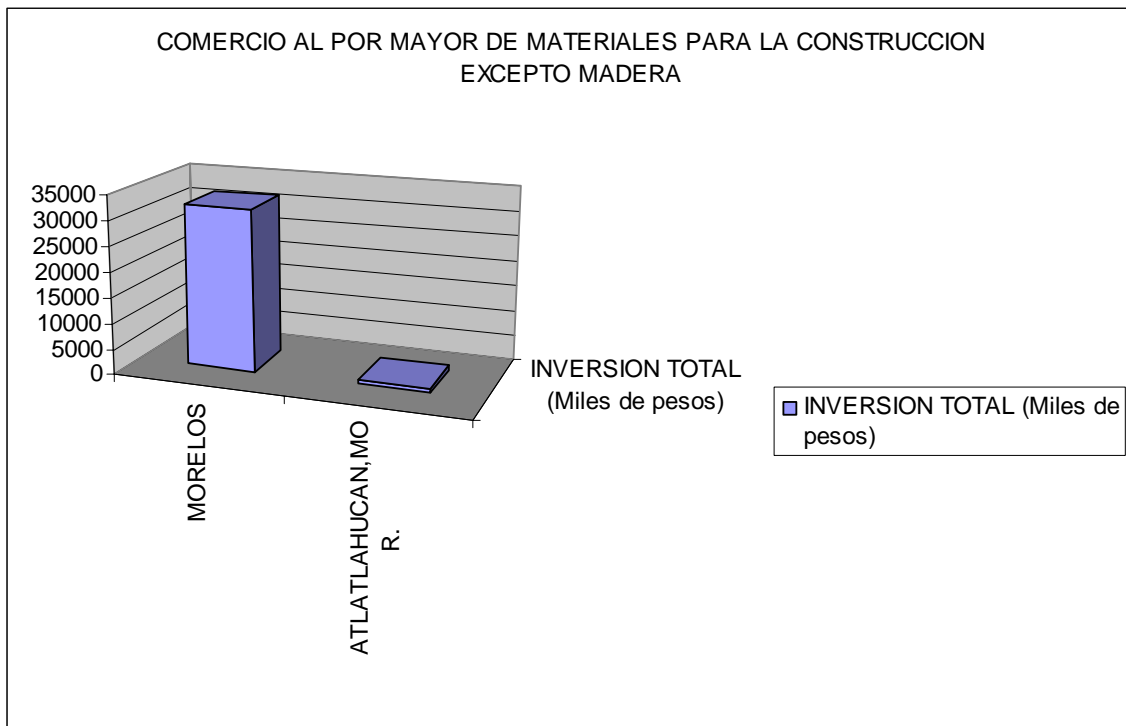 COMERCIO AL POR MAYOR DE MATERIALES PARA LA CONSTRUCCION
EXCEPTO MADERA
35000
30000
25000
20000
15000
10000
5000
0
MORELOS
ATLATLAHUCAN,MO
R.
INVERSION TOTAL
(Miles de pesos)
INVERSION TOTAL (Miles de
pesos)